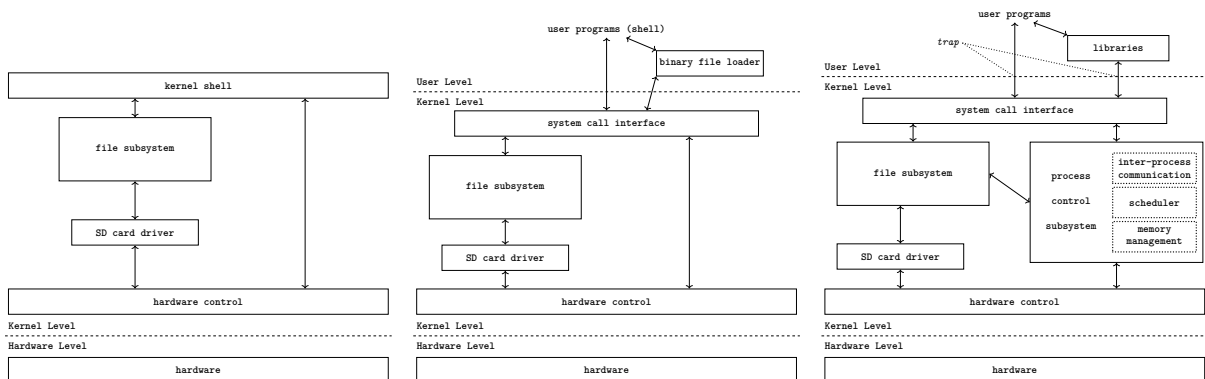 kernel shell
file subsystem
SD card driver
hardware control
Kernel Level
Hardware Level
hardware
user programs (shell)
binary file loader
User Level
Kernel Level
system call interface
file subsystem
SD card driver
hardware control
Kernel Level
Hardware Level
hardware
user programs
trap
libraries
User Level
Kernel Level
system call interface
file subsystem
process
control
subsystem
inter-process
communication
scheduler
memory
management
SD card driver
hardware control
Kernel Level
Hardware Level
hardware